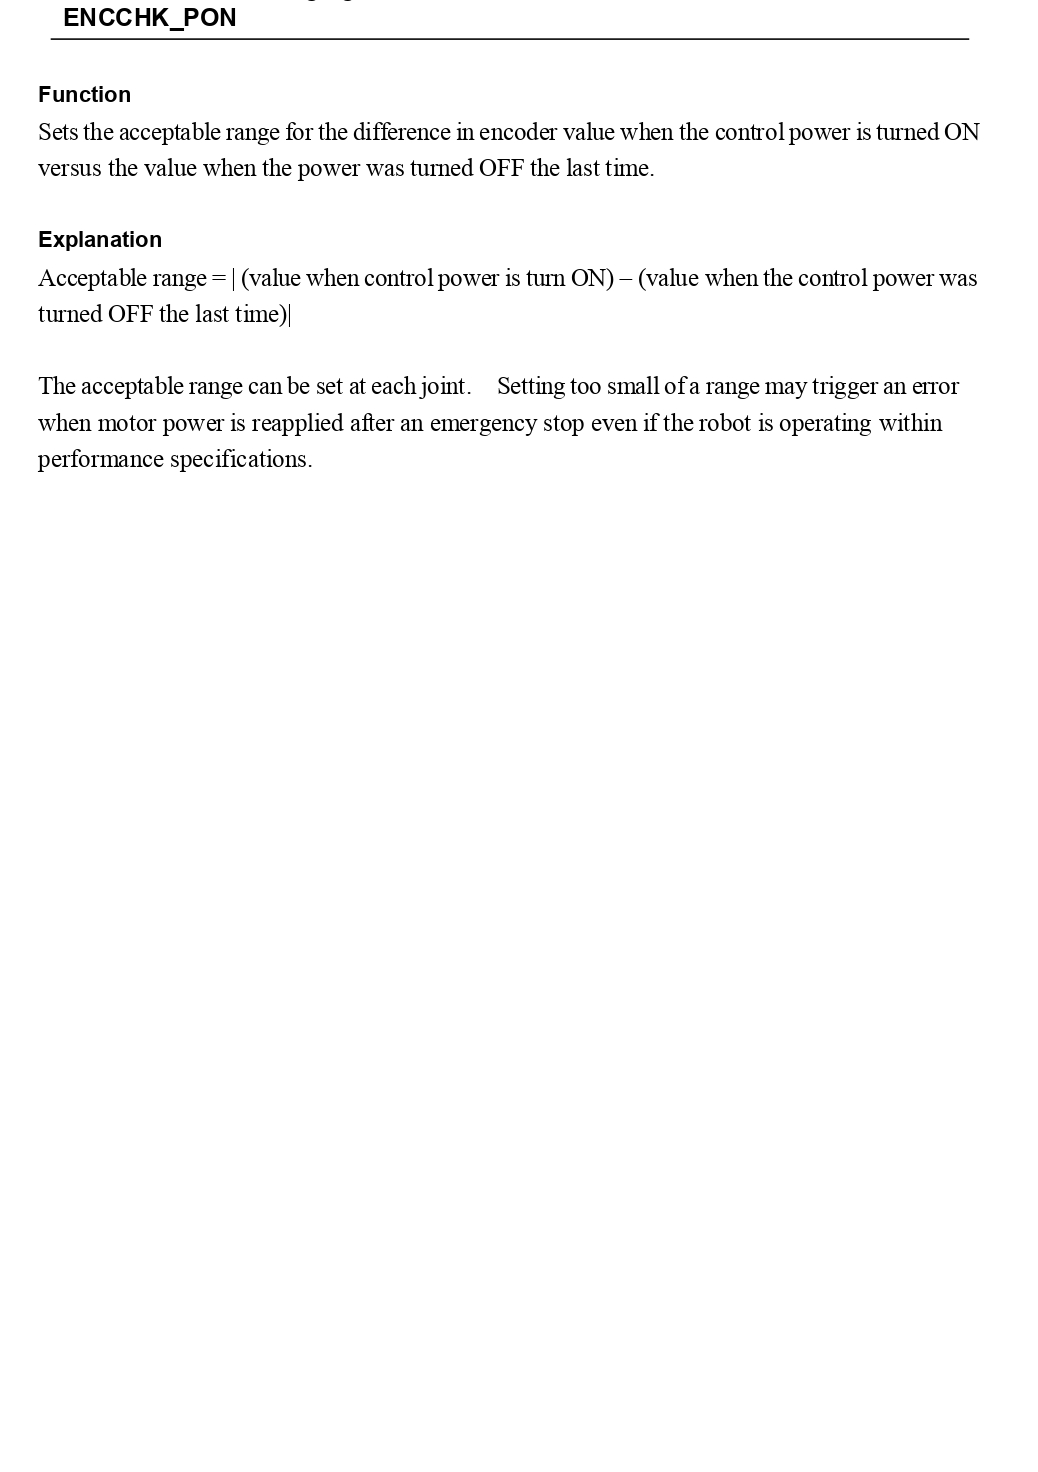 ENCCHK_PON
Function
Sets the acceptable range for the difference in encoder value when the control power is turned ON
versus the value when the power was turned OFF the last time.
Explanation
Acceptable range = | (value when control power is turn ON) – (value when the control power was
turned OFF the last time)|
The acceptable range can be set at each joint. Setting too small of a range may trigger an error
when motor power is reapplied after an emergency stop even if the robot is operating within
performance specifications.